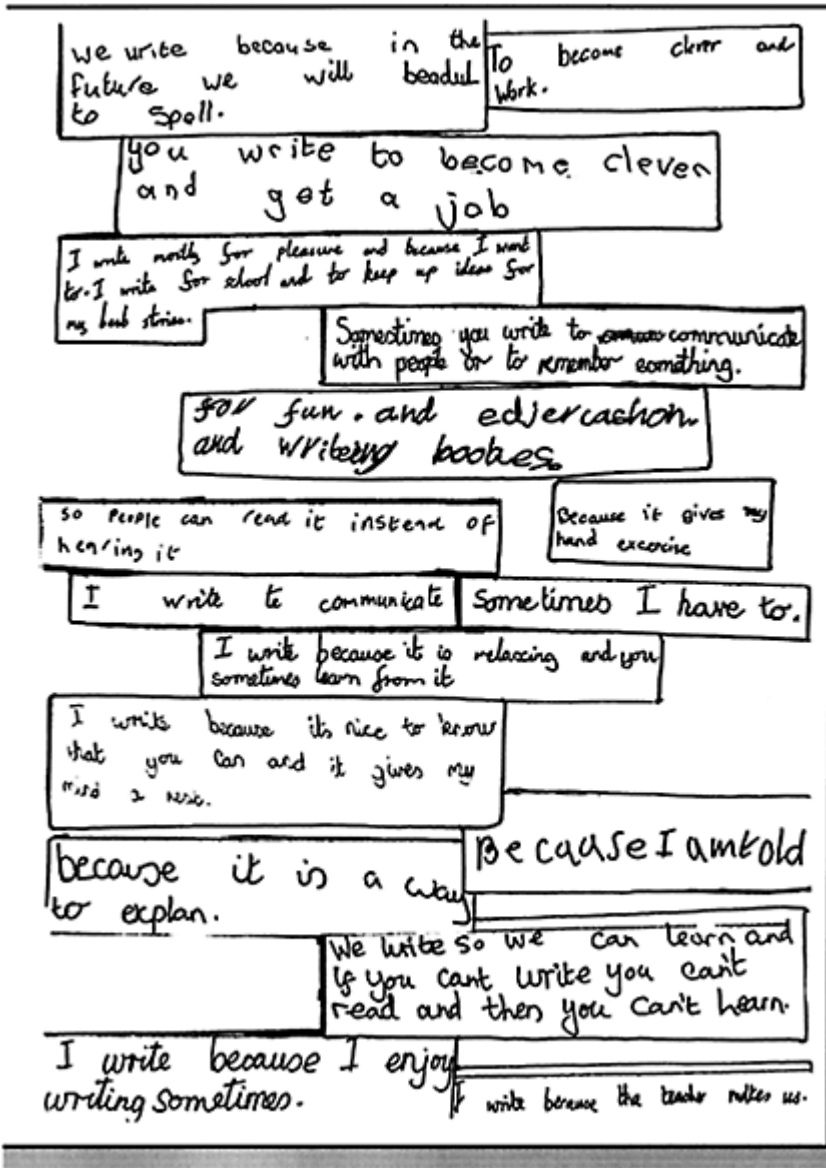 we write because in the
future we will beadul
to spell.
To become clever and
work.
you write to become clever
and get a job
I write mostly for pleasure and because I want
to. I write for school and to keep up ideas for
my best stories.
Sometimes you write to communicate
with people or to remember something.
for fun. and edjercashon.
and writeing bookes.
so people can read it instead of
hearing it
Because it gives my
hand excercise
I write to communicate
Sometimes I have to.
I write because it is relaxing and you
sometimes learn from it
I write because its nice to know
that you can and it gives my
mind a rest.
Because I am told
because it is a way
to explan.
We write so we can learn and
if you cant write you can't
read and then you can't learn.
I write because I enjoy
writing sometimes.
I write because the teacher makes us.